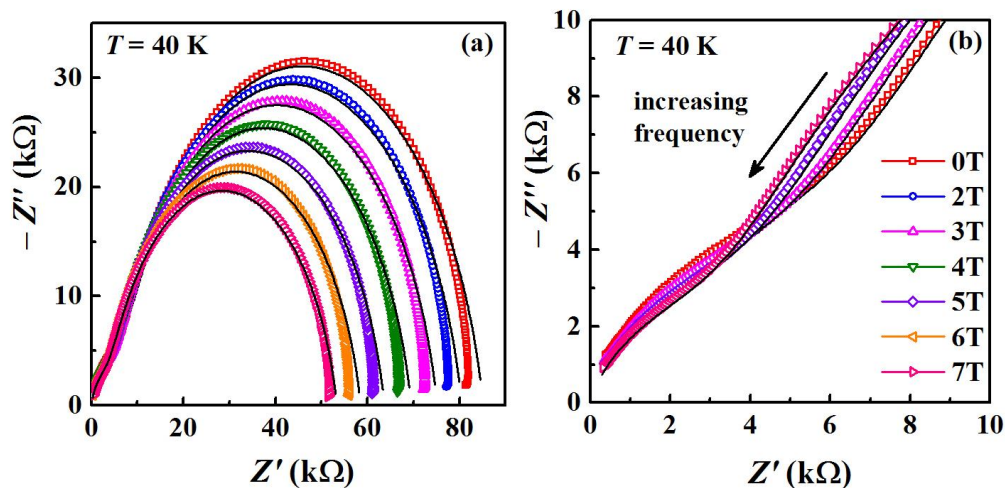 T = 40 K
(a)
30
20
10
0
0
20
40
60
80
Z′ (kΩ)
− Z″ (kΩ)
T = 40 K
(b)
increasing
frequency
0T
2T
3T
4T
5T
6T
7T
10
8
6
4
2
0
0
2
4
6
8
10
Z′ (kΩ)
− Z″ (kΩ)